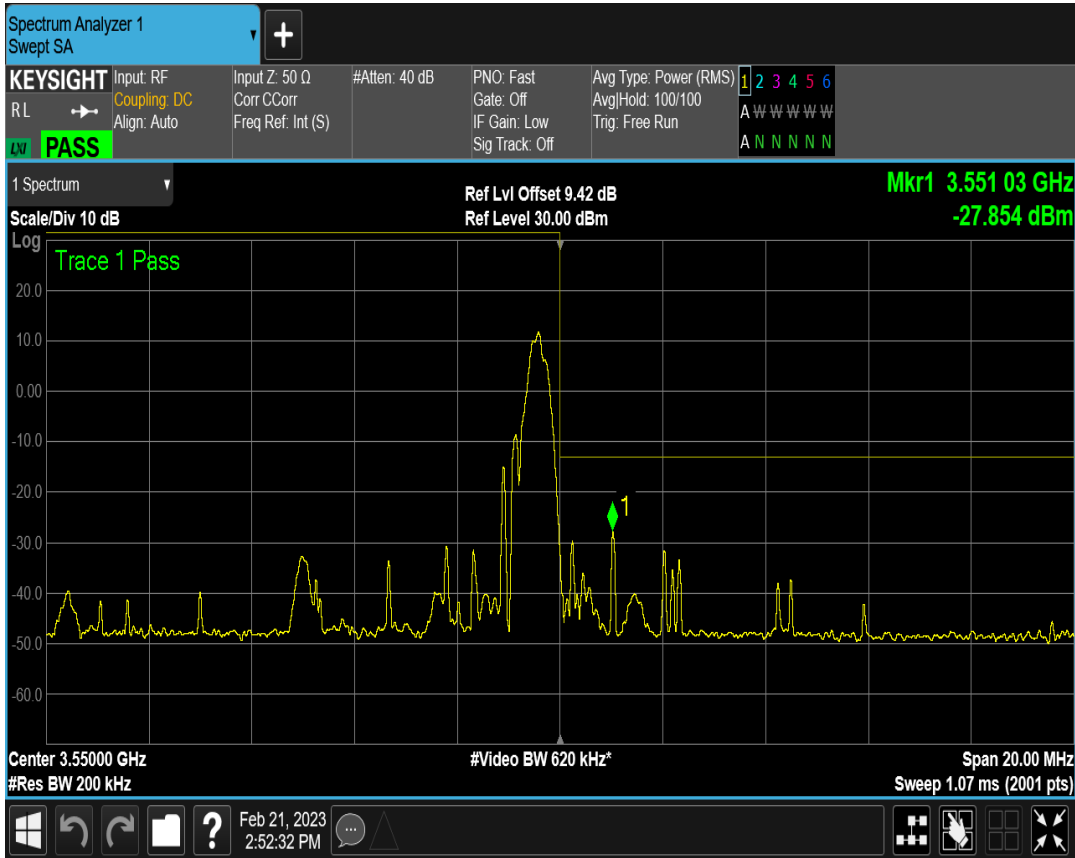 Spectrum Analyzer 1
Swept SA
+
KEYSIGHT
R L
LXI
PASS
Input: RF
Coupling: DC
Align: Auto
Input Z: 50 Ω
Corr CCorr
Freq Ref: Int (S)
#Atten: 40 dB
PNO: Fast
Gate: Off
IF Gain: Low
Sig Track: Off
Avg Type: Power (RMS)
Avg|Hold: 100/100
Trig: Free Run
1 2 3 4 5 6
A W W W W W
A N N N N N
1 Spectrum
Scale/Div 10 dB
Ref Lvl Offset 9.42 dB
Ref Level 30.00 dBm
Mkr1 3.551 03 GHz
-27.854 dBm
Log
Trace 1 Pass
20.0
10.0
0.00
-10.0
-20.0
1
-30.0
-40.0
-50.0
-60.0
Center 3.55000 GHz
#Video BW 620 kHz*
Span 20.00 MHz
#Res BW 200 kHz
Sweep 1.07 ms (2001 pts)
?
Feb 21, 2023
2:52:32 PM